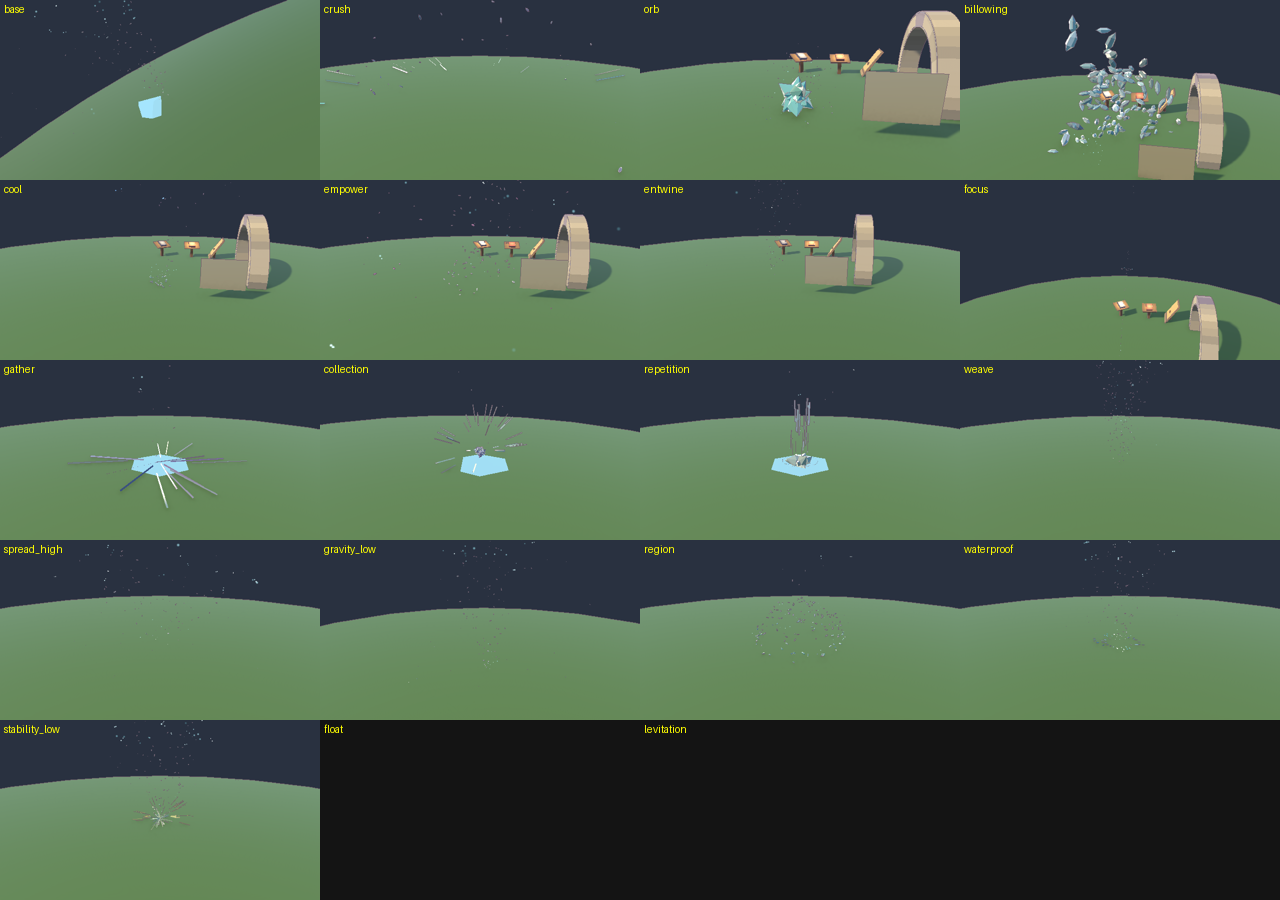 base
crush
orb
billowing
cool
empower
entwine
focus
gather
collection
repetition
weave
spread_high
gravity_low
region
waterproof
stability_low
float
levitation